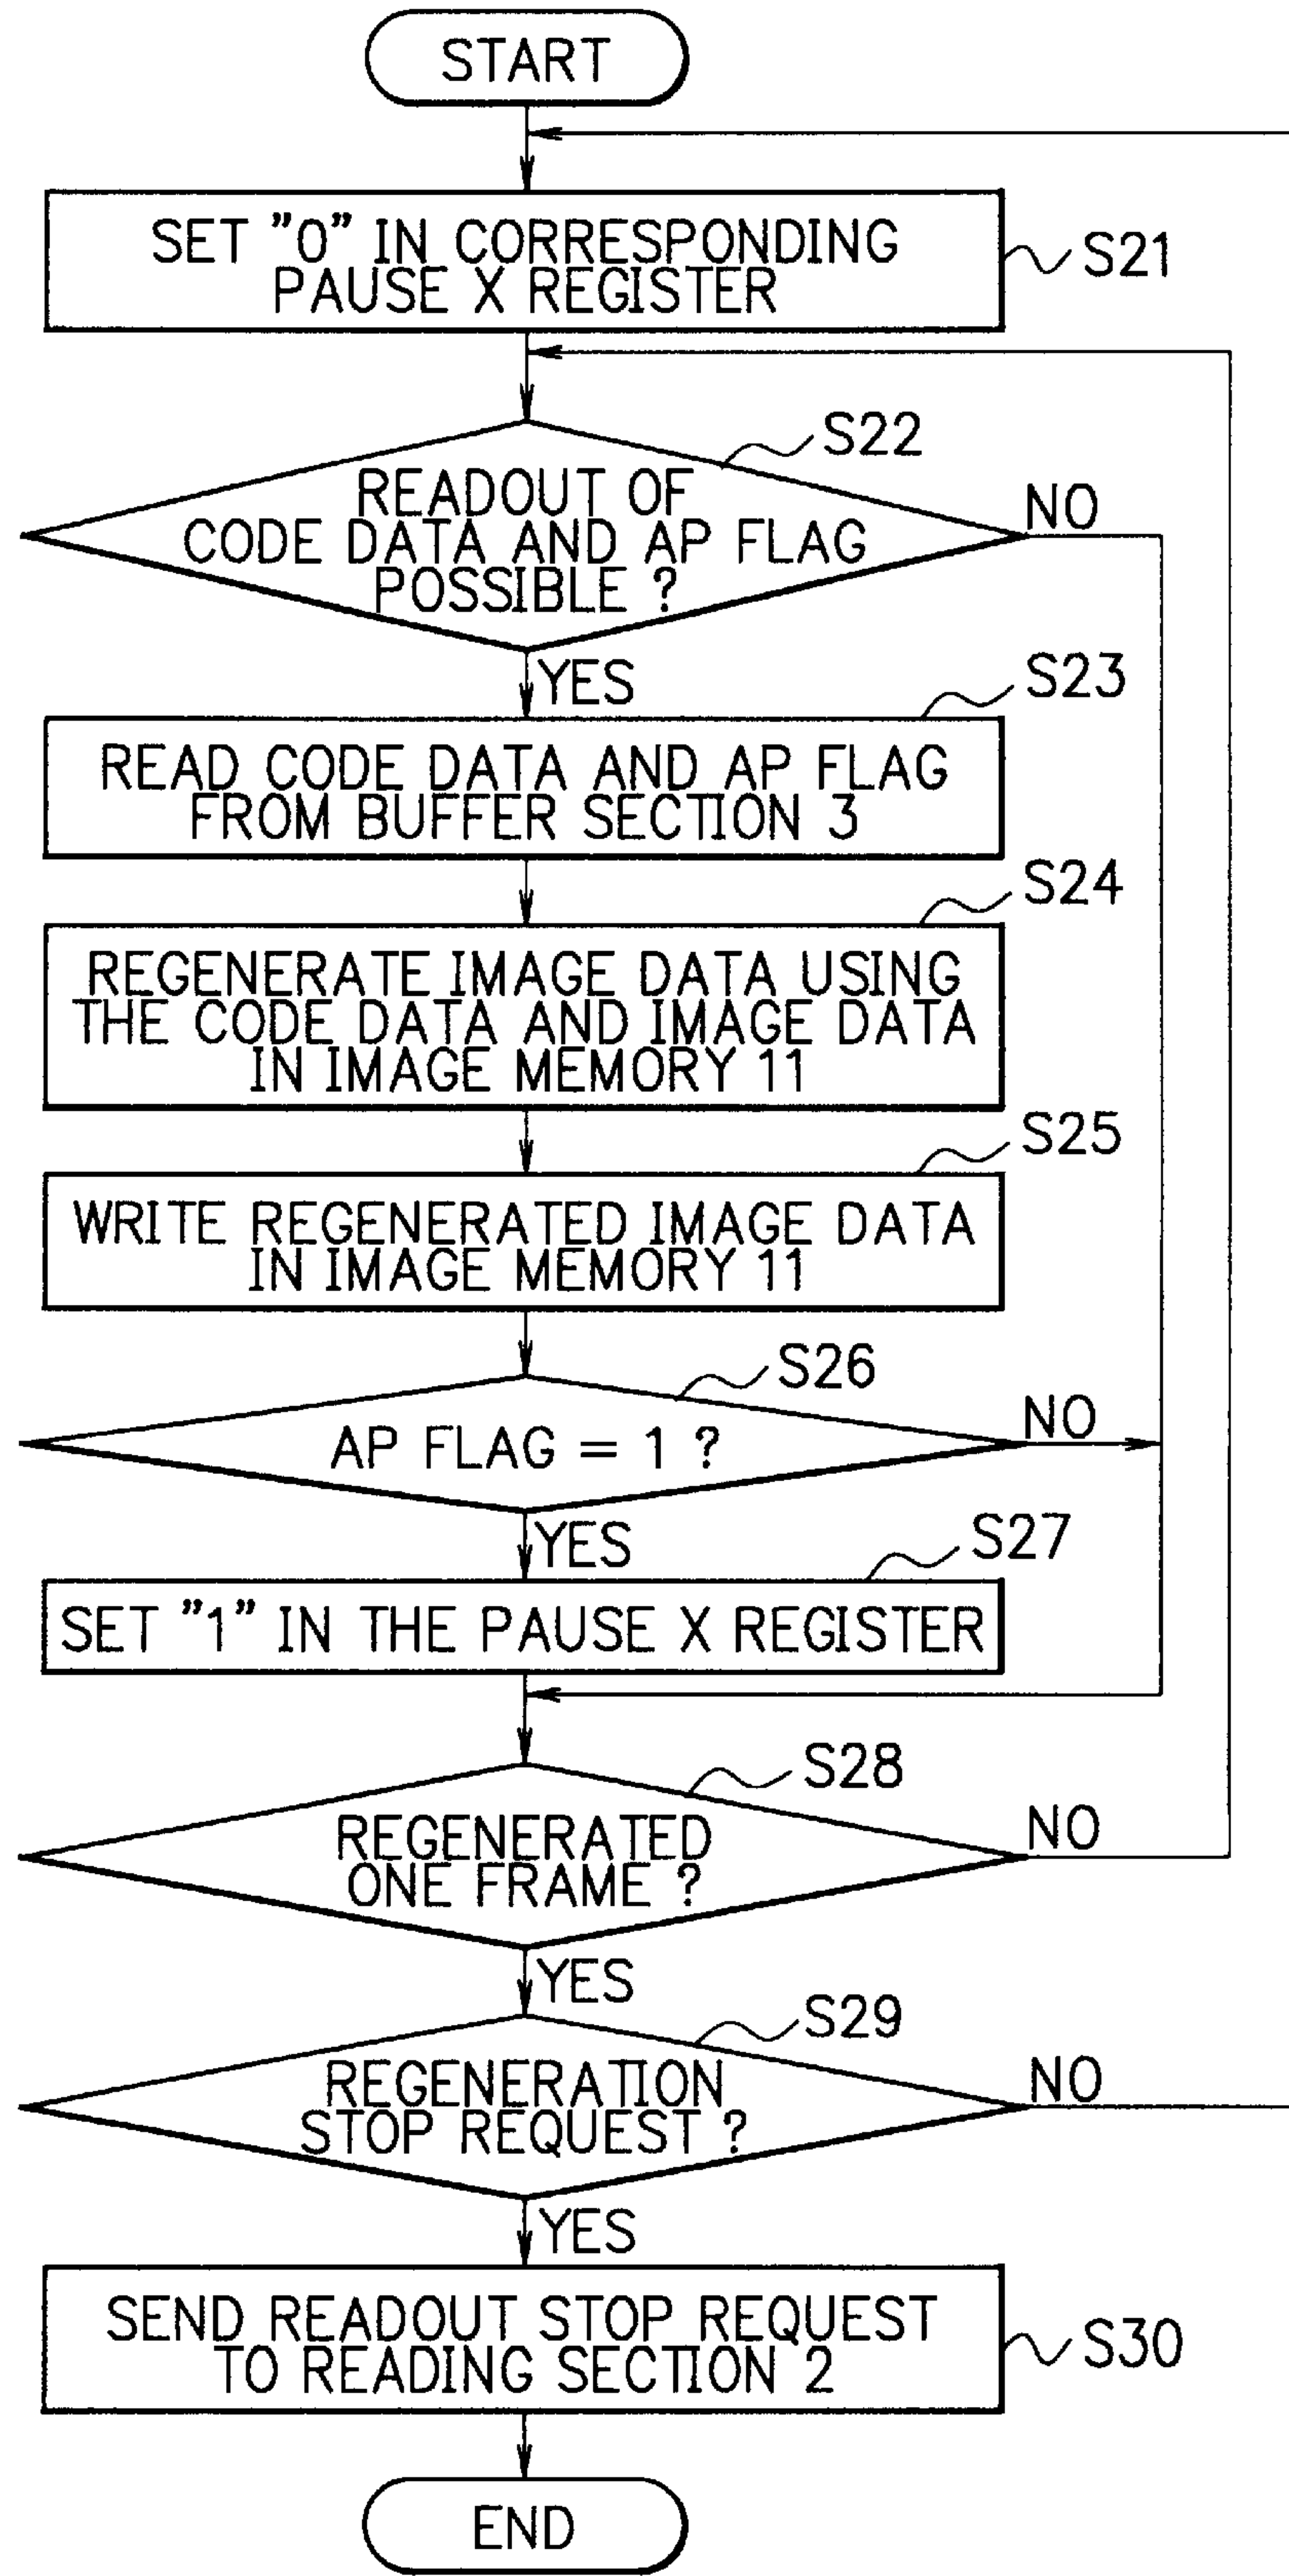 START
SET "0" IN CORRESPONDING
PAUSE X REGISTER
S21
S22
READOUT OF
CODE DATA AND AP FLAG
POSSIBLE ?
NO
YES
S23
READ CODE DATA AND AP FLAG
FROM BUFFER SECTION 3
S24
REGENERATE IMAGE DATA USING
THE CODE DATA AND IMAGE DATA
IN IMAGE MEMORY 11
S25
WRITE REGENERATED IMAGE DATA
IN IMAGE MEMORY 11
S26
AP FLAG = 1 ?
NO
YES
S27
SET "1" IN THE PAUSE X REGISTER
S28
REGENERATED
ONE FRAME ?
NO
YES
S29
REGENERATION
STOP REQUEST ?
NO
YES
SEND READOUT STOP REQUEST
TO READING SECTION 2
S30
END